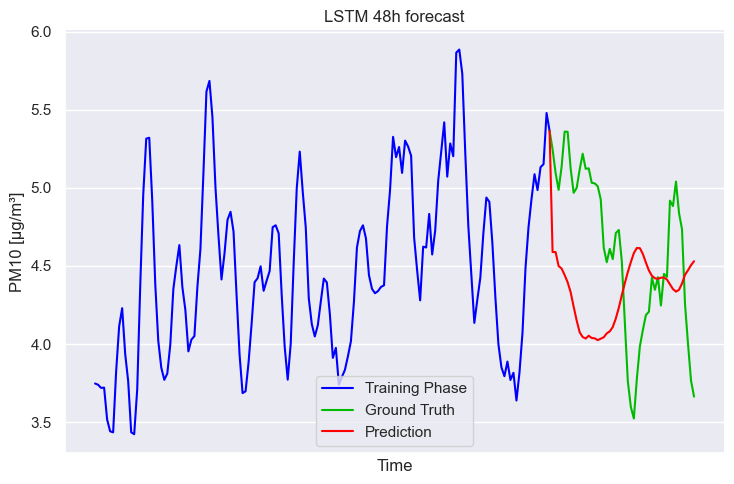 LSTM 48h forecast
6.0
5.5
5.0
4.5
4.0
3.5
PM10 [µg/m³]
Training Phase
Ground Truth
Prediction
Time